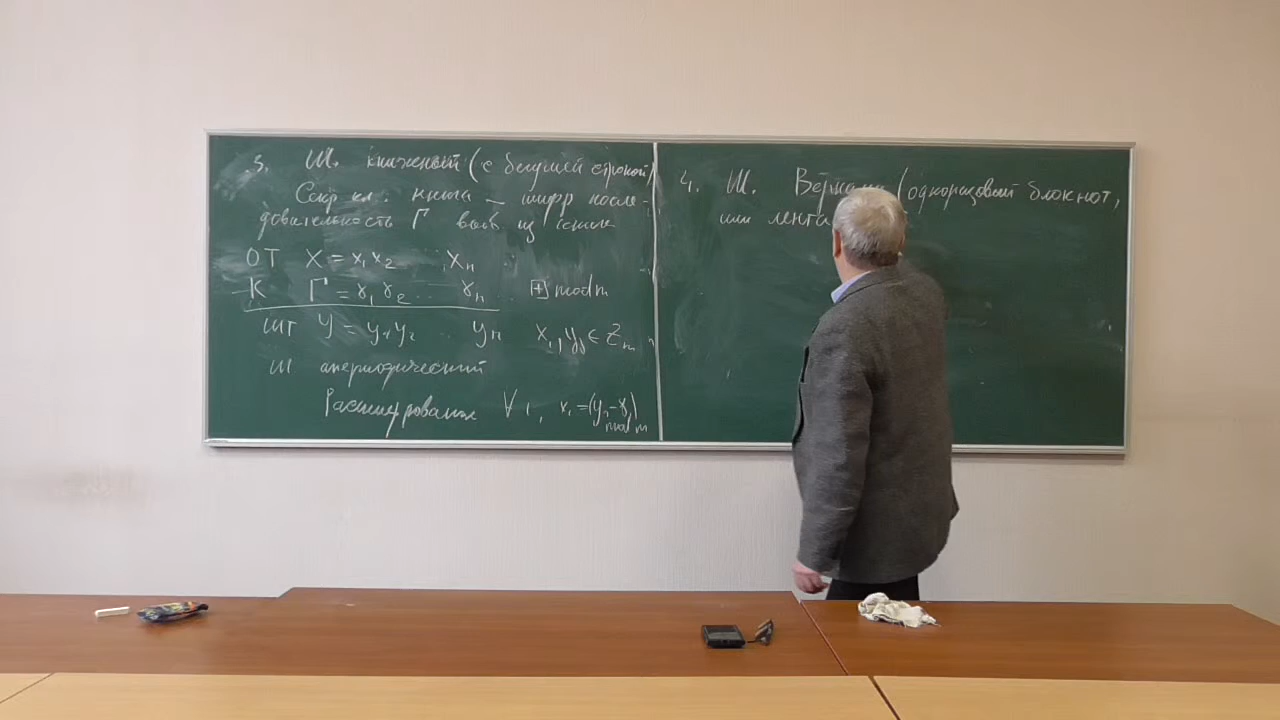 3. Ш. книжный (с бегущей строкой)
Секр кл. книга — шифр после-
довательность Γ из книги
ОТ X = x₁ x₂ ... xₙ
К Γ = γ₁ γ₂ ... γₙ ⊞ mod m
ШТ Y = y₁ y₂ ... yₙ xᵢ, yⱼ ∈ Zₘ
Ш апериодический
Расшифрование ∀ i, xᵢ = (yᵢ - γᵢ) mod m
4. Ш. Вернама (одноразовый блокнот,
или лента